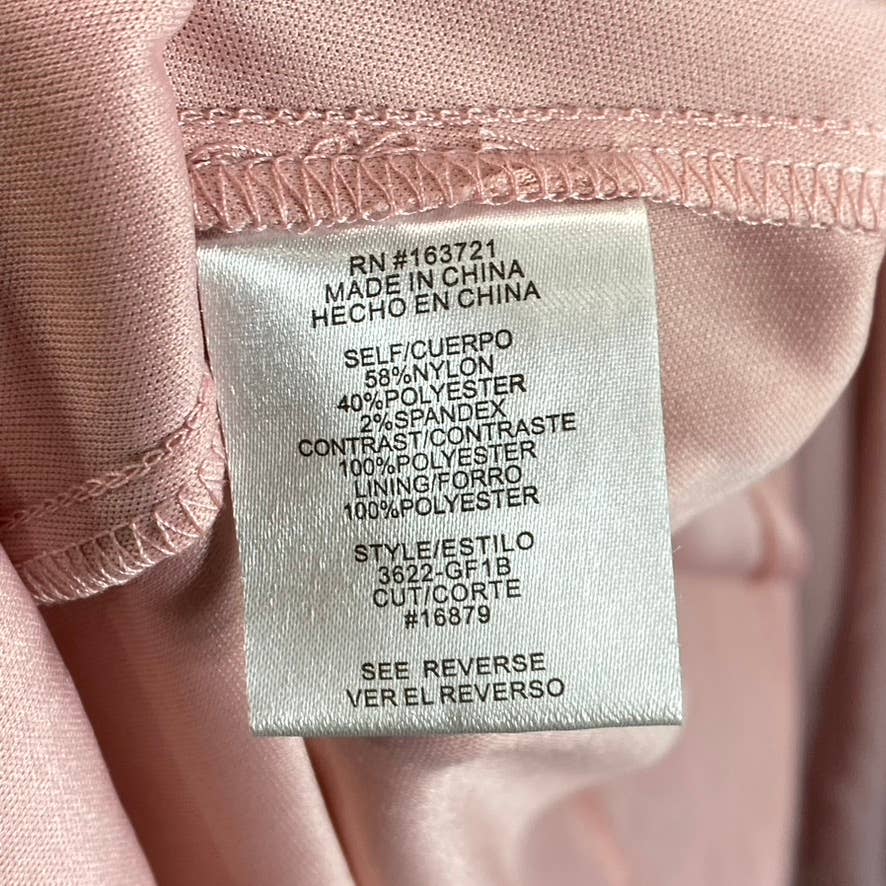 RN #163721
MADE IN CHINA
HECHO EN CHINA
SELF/CUERPO
58%NYLON
40%POLYESTER
2%SPANDEX
CONTRAST/CONTRASTE
100%POLYESTER
LINING/FORRO
100%POLYESTER
STYLE/ESTILO
3622-GF1B
CUT/CORTE
#16879
SEE REVERSE
VER EL REVERSO